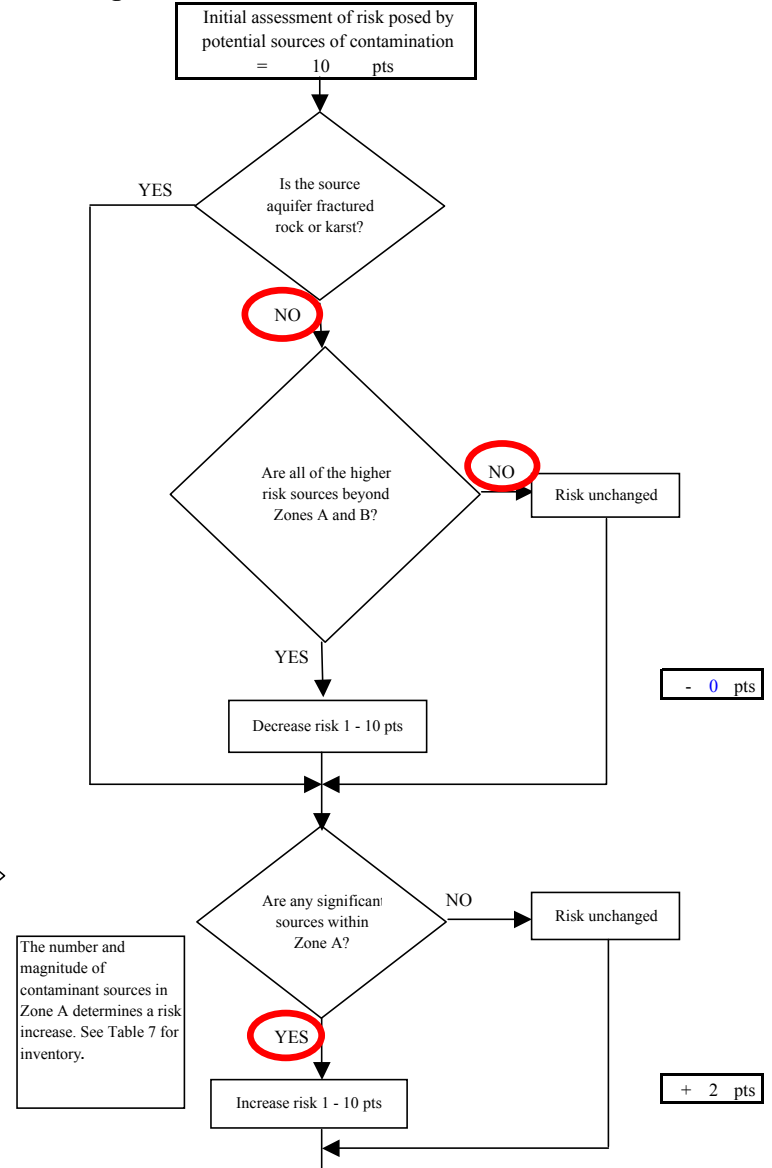 Initial assessment of risk posed by
potential sources of contamination
= 10 pts
YES
Is the source
aquifer fractured
rock or karst?
NO
Are all of the higher
risk sources beyond
Zones A and B?
NO
Risk unchanged
YES
- 0 pts
Decrease risk 1 - 10 pts
Are any significant
sources within
Zone A?
NO
Risk unchanged
The number and
magnitude of
contaminant sources in
Zone A determines a risk
increase. See Table 7 for
inventory.
YES
Increase risk 1 - 10 pts
+ 2 pts